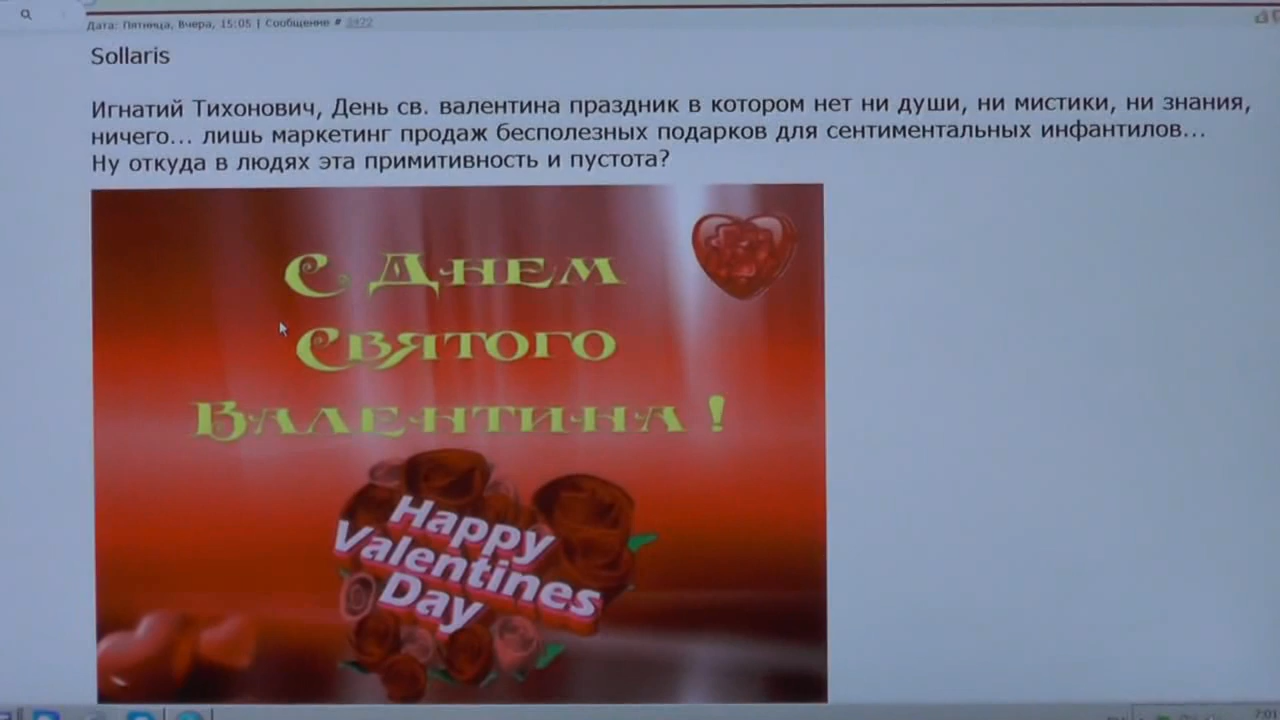 Дата: Пятница, Вчера, 15:05 | Сообщение # 3422
Sollaris
Игнатий Тихонович, День св. валентина праздник в котором нет ни души, ни мистики, ни знания,
ничего... лишь маркетинг продаж бесполезных подарков для сентиментальных инфантилов...
Ну откуда в людях эта примитивность и пустота?
С Днем
Святого
Валентина !
Happy
Valentines
Day